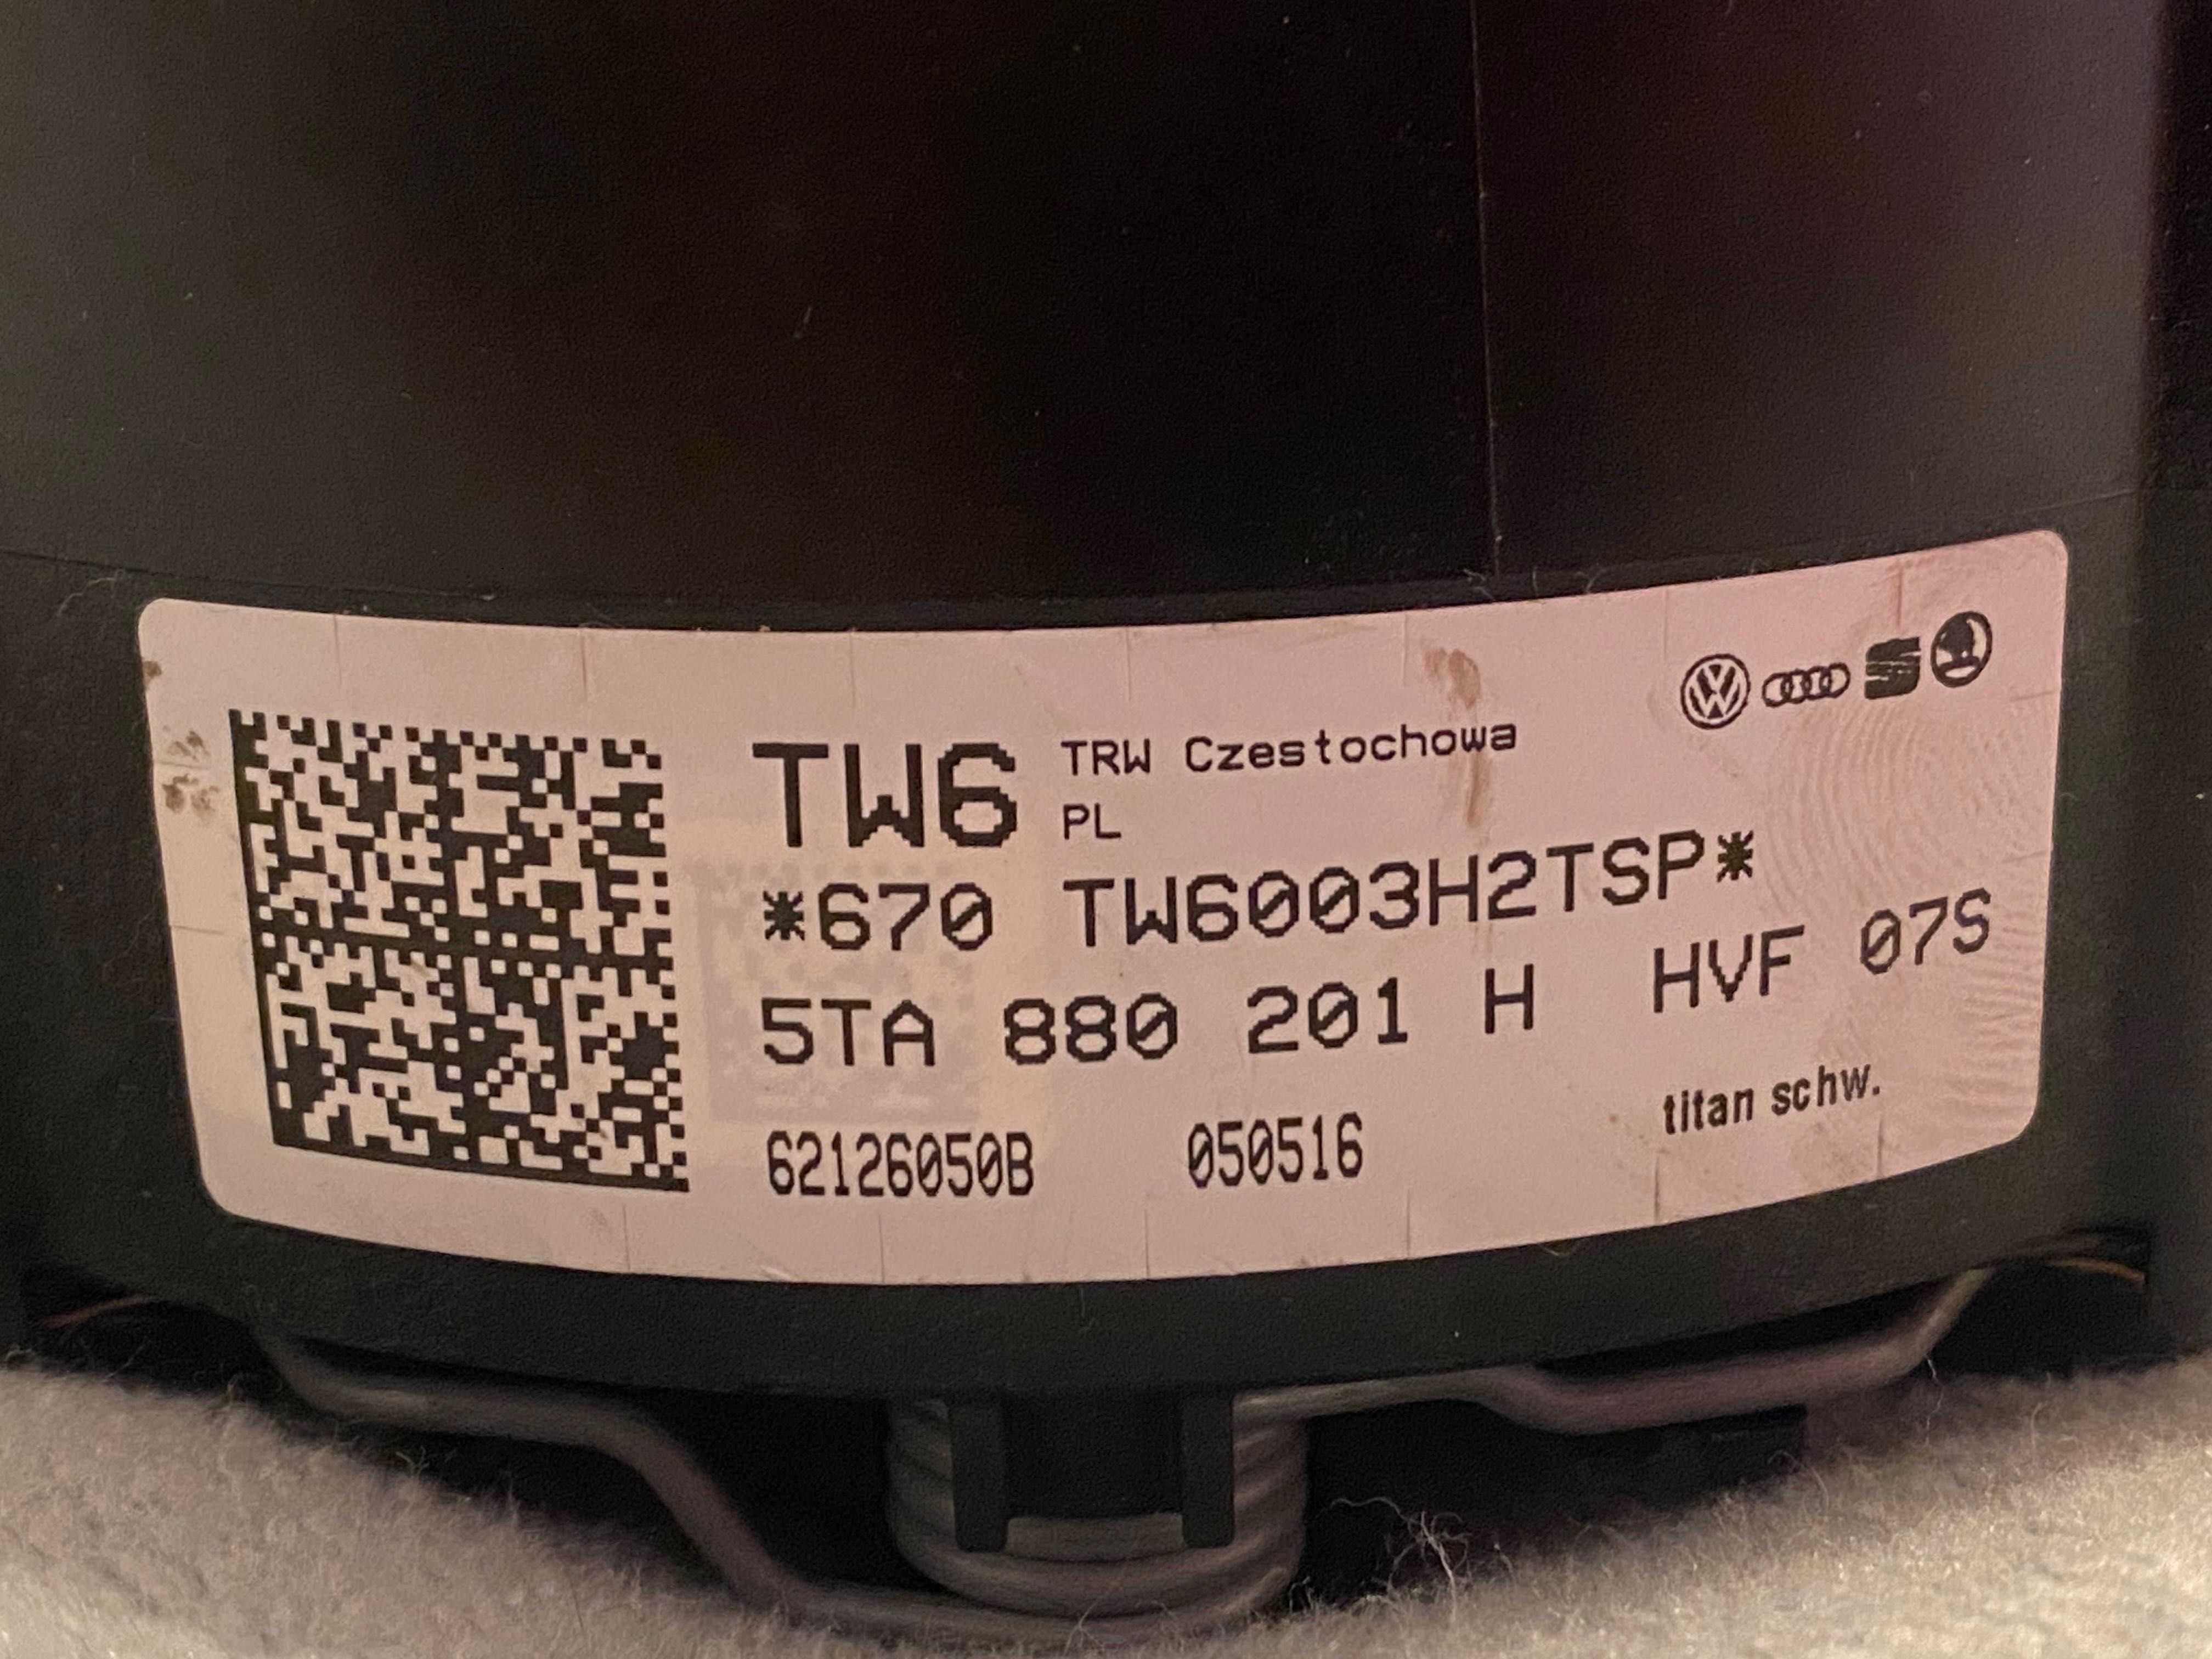 TW6 TRW Czestochowa
PL
*670 TW6003H2TSP*
5TA 880 201 H HVF 07S
titan schw.
62126050B 050516